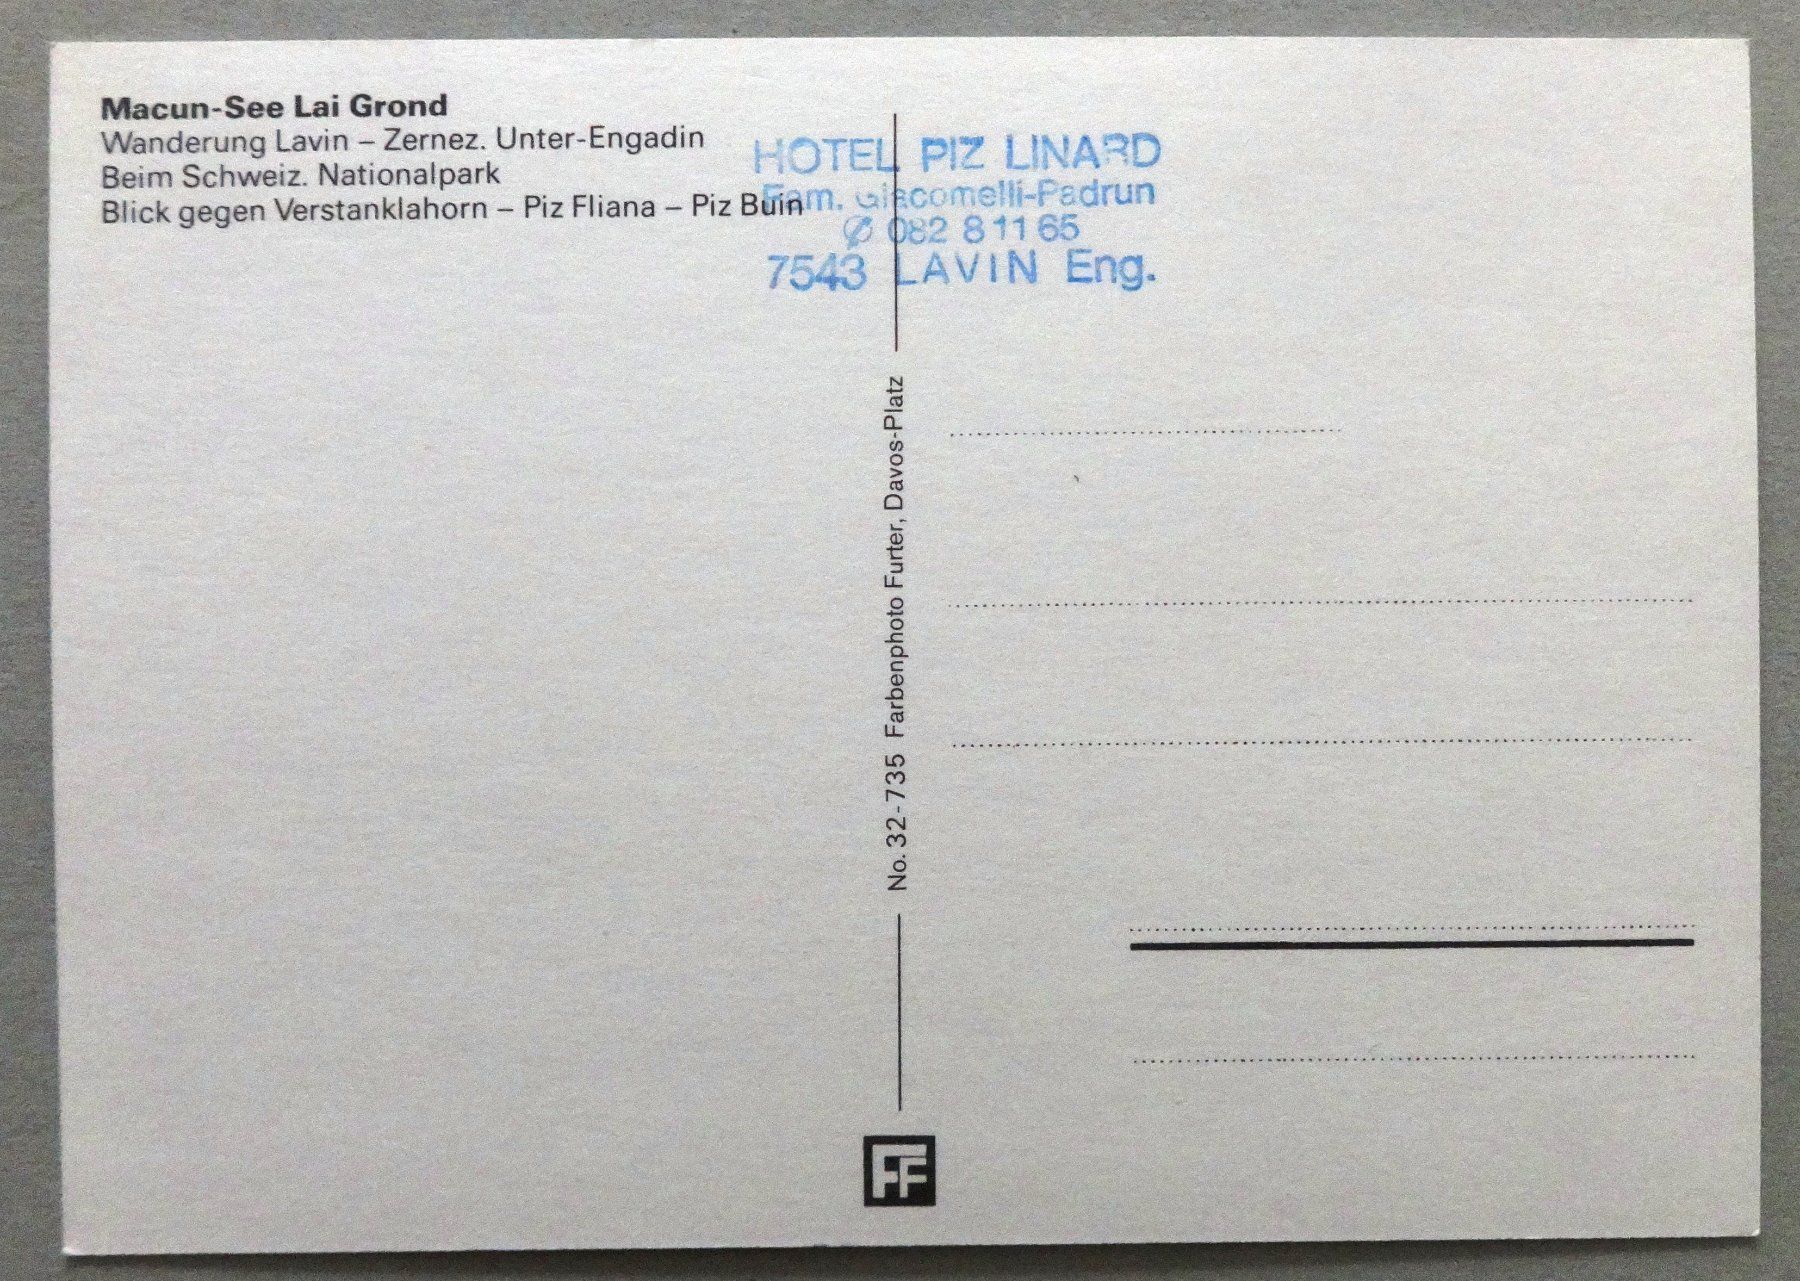 Macun-See Lai Grond
Wanderung Lavin – Zernez. Unter-Engadin
Beim Schweiz. Nationalpark
Blick gegen Verstanklahorn – Piz Fliana – Piz Buin
HOTEL PIZ LINARD
Fam. Giacomelli-Padrun
082 8 11 65
7543 LAVIN Eng.
No. 32-735 Farbenphoto Furter, Davos-Platz
FF